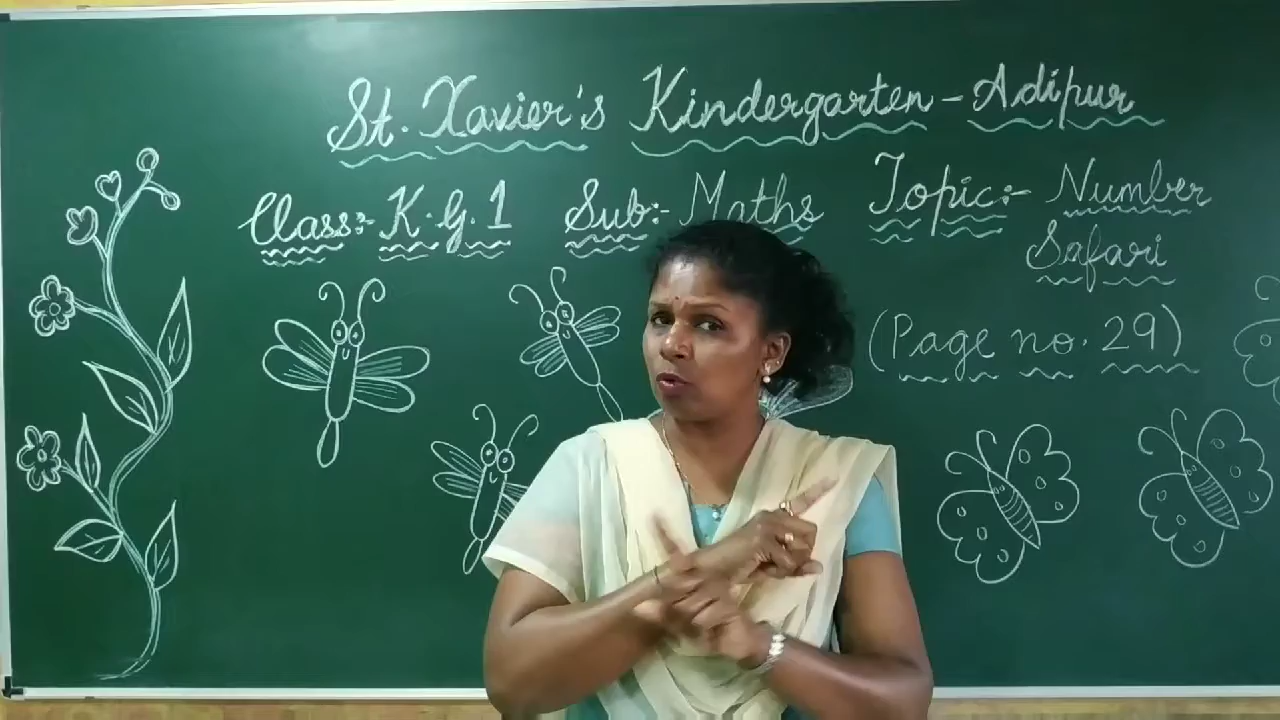 St. Xavier's Kindergarten - Adipur
Class:- K.G.1 Sub:- Maths Topic:- Number
Safari
(Page no. 29)